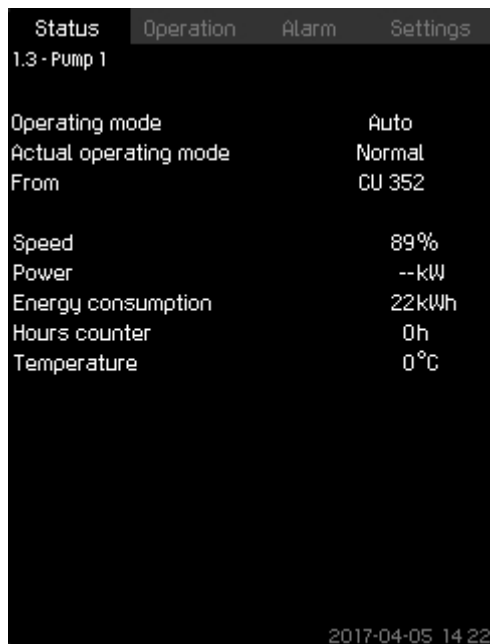 Status Operation Alarm Settings
1.3 - Pump 1
Operating mode Auto
Actual operating mode Normal
From CU 352
Speed 89%
Power --kW
Energy consumption 22kWh
Hours counter 0h
Temperature 0°C
2017-04-05 14:22